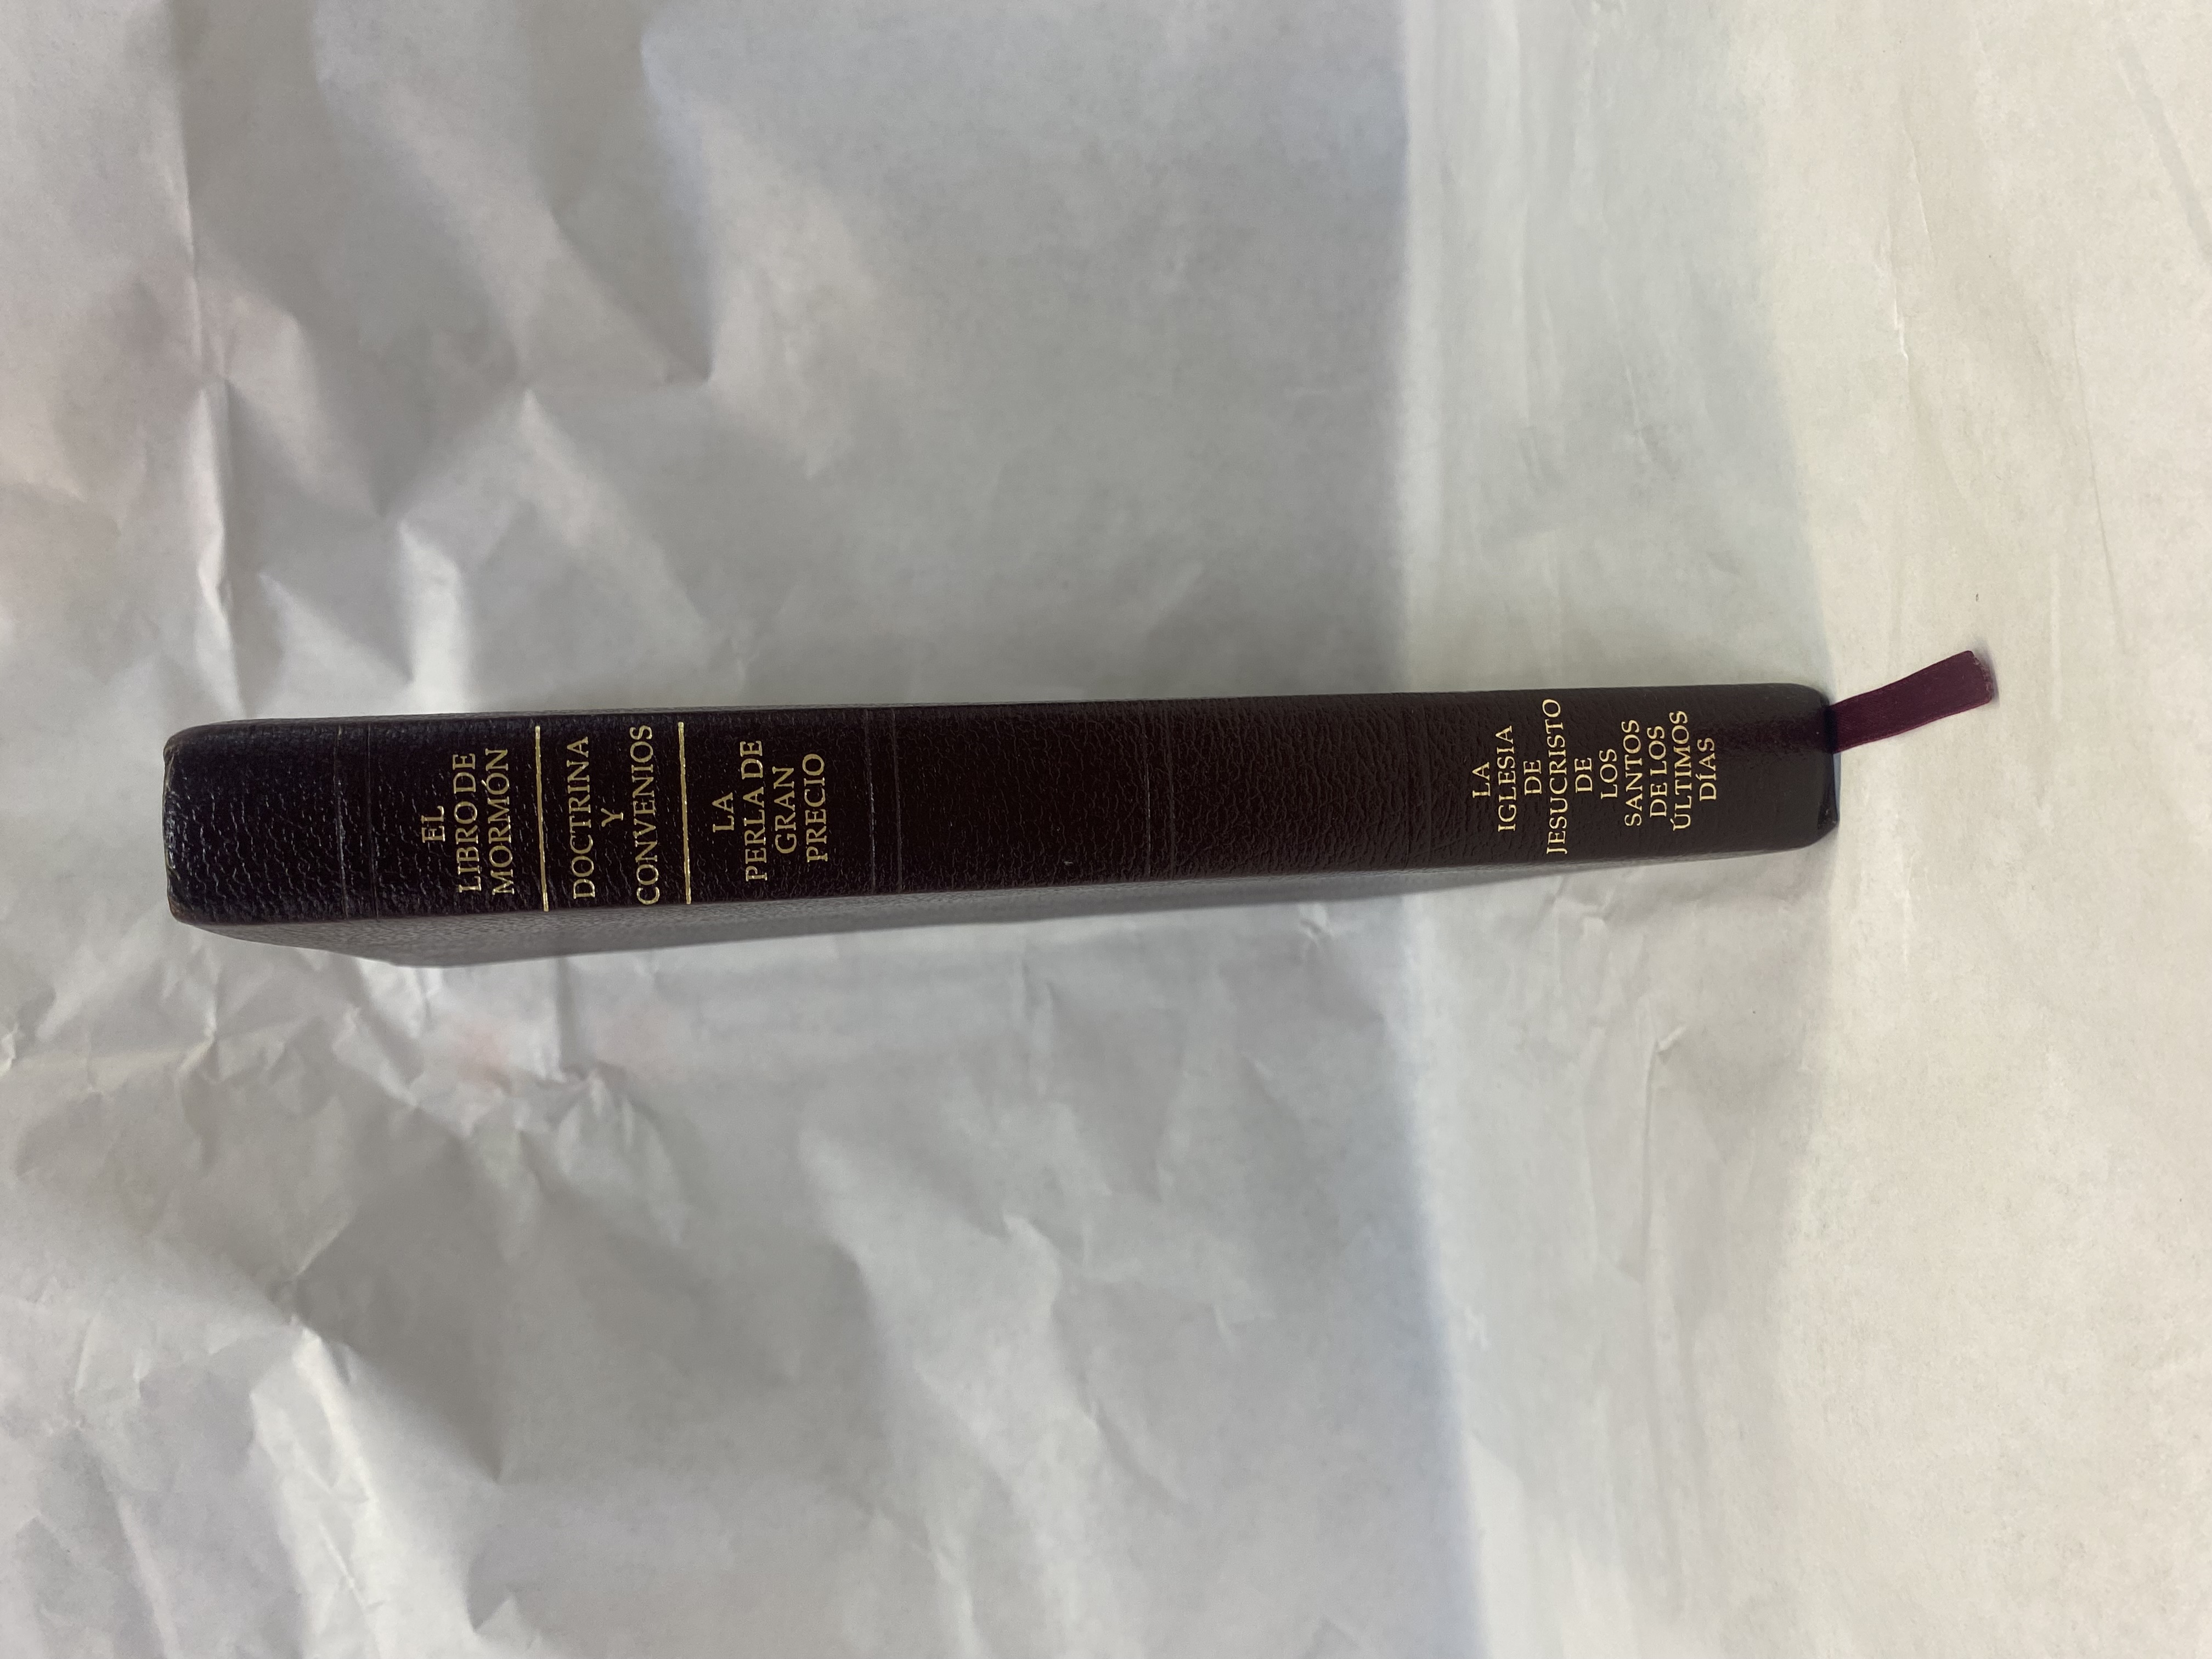 EL
LIBRO DE
MORMÓN
DOCTRINA
Y
CONVENIOS
LA
PERLA DE
GRAN
PRECIO
LA
IGLESIA
DE
JESUCRISTO
DE
LOS
SANTOS
DE LOS
ÚLTIMOS
DÍAS